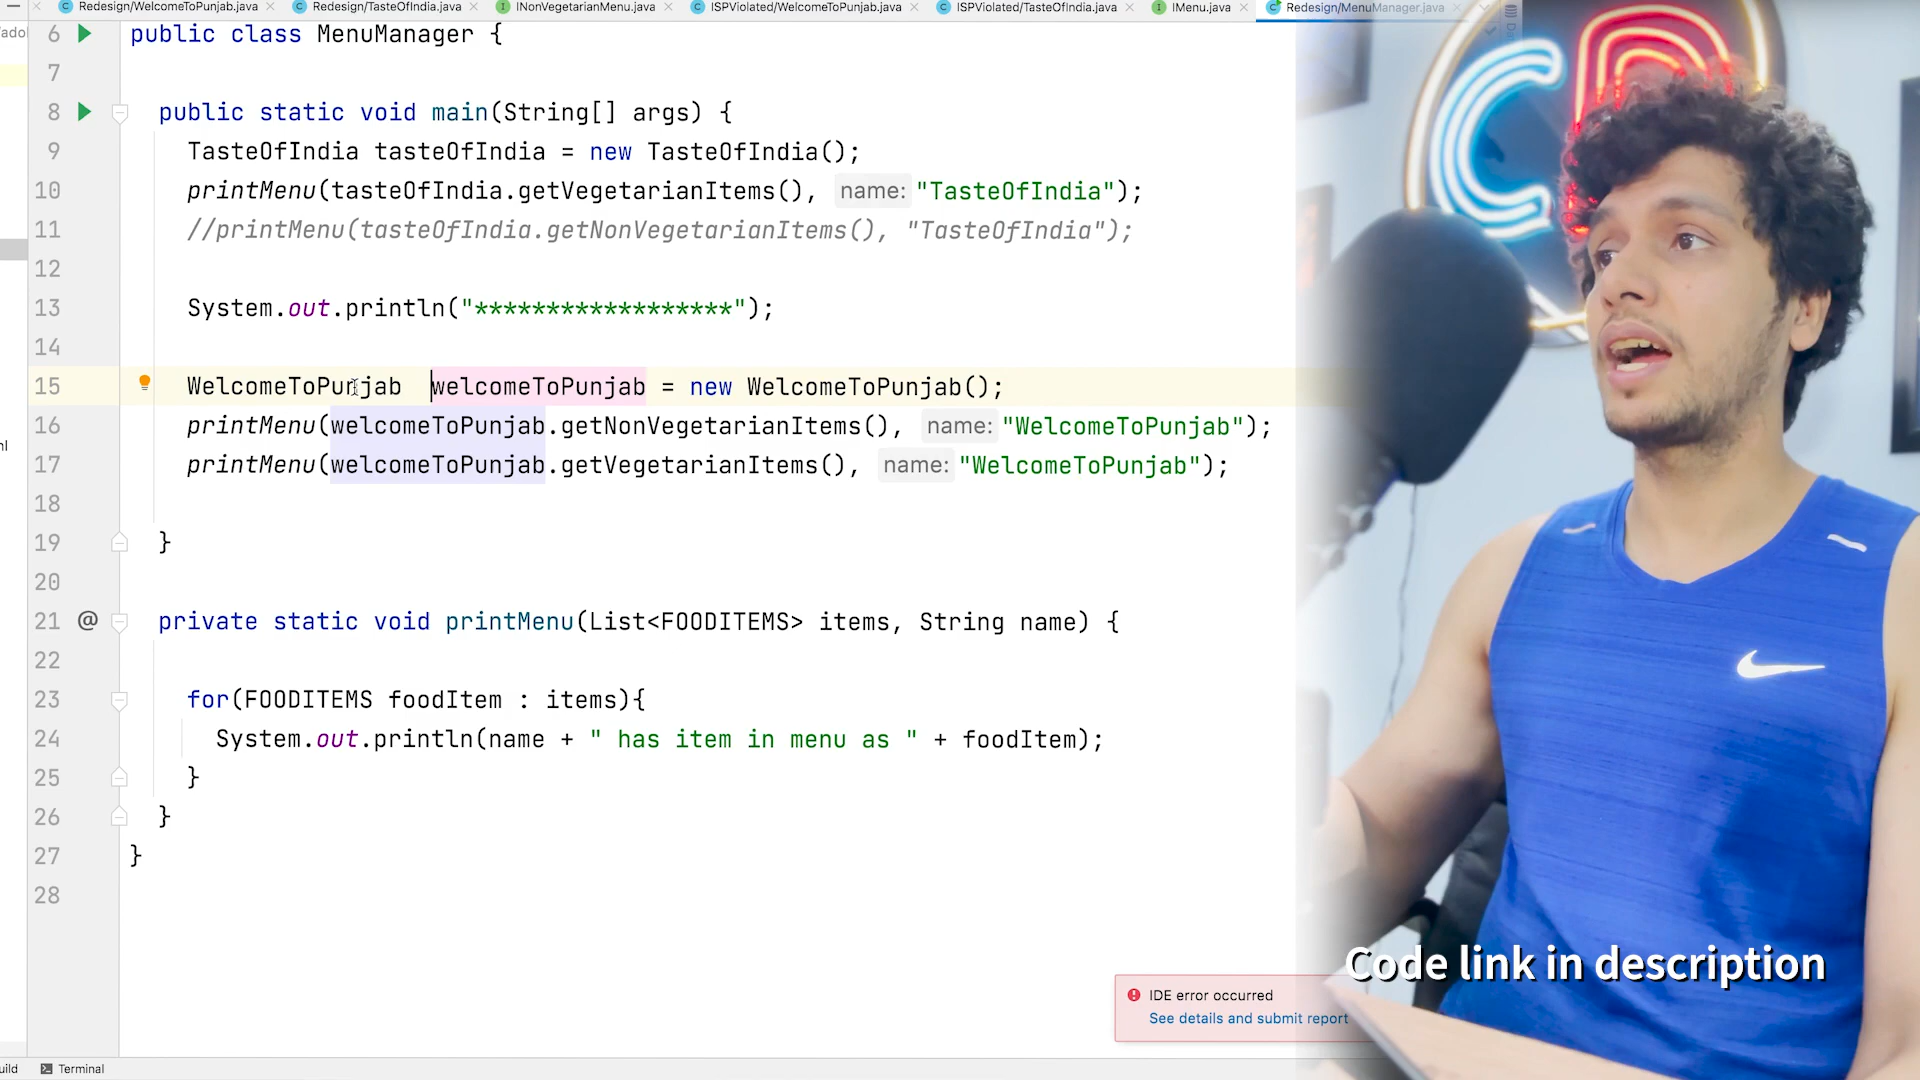 Redesign/WelcomeToPunjab.java
Redesign/TasteOfIndia.java
INonVegetarianMenu.java
ISPViolated/WelcomeToPunjab.java
ISPViolated/TasteOfIndia.java
IMenu.java
Redesign/MenuManager.java
6 public class MenuManager {
7
8 public static void main(String[] args) {
9 TasteOfIndia tasteOfIndia = new TasteOfIndia();
10 printMenu(tasteOfIndia.getVegetarianItems(), name: "TasteOfIndia");
11 //printMenu(tasteOfIndia.getNonVegetarianItems(), "TasteOfIndia");
12
13 System.out.println("******************");
14
15 WelcomeToPunjab welcomeToPunjab = new WelcomeToPunjab();
16 printMenu(welcomeToPunjab.getNonVegetarianItems(), name: "WelcomeToPunjab");
17 printMenu(welcomeToPunjab.getVegetarianItems(), name: "WelcomeToPunjab");
18
19 }
20
21 @ private static void printMenu(List<FOODITEMS> items, String name) {
22
23 for(FOODITEMS foodItem : items){
24 System.out.println(name + " has item in menu as " + foodItem);
25 }
26 }
27 }
28
Code link in description
IDE error occurred
See details and submit report
Terminal